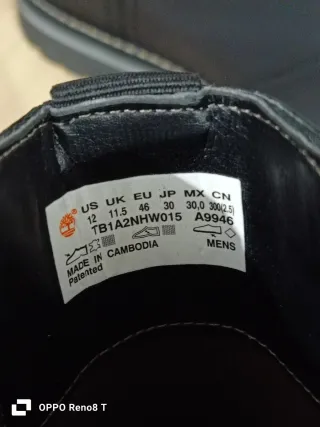 US UK EU JP MX CN
12 11.5 46 30 30,0 300(2.5)
TB1A2NHW015 A9946
MADE IN CAMBODIA MENS
Patented
OPPO Reno8 T